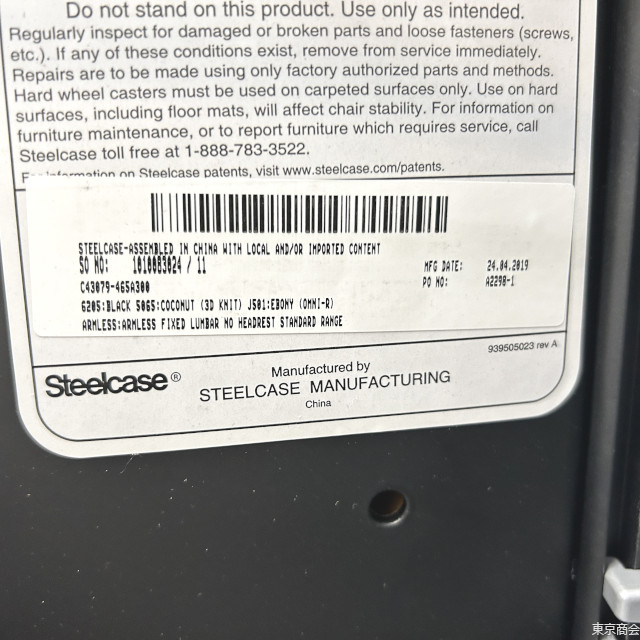 Do not stand on this product. Use only as intended.
Regularly inspect for damaged or broken parts and loose fasteners (screws,
etc.). If any of these conditions exist, remove from service immediately.
Repairs are to be made using only factory authorized parts and methods.
Hard wheel casters must be used on carpeted surfaces only. Use on hard
surfaces, including floor mats, will affect chair stability. For information on
furniture maintenance, or to report furniture which requires service, call
Steelcase toll free at 1-888-783-3522.
information on Steelcase patents, visit www.steelcase.com/patents.
STEELCASE-ASSEMBLED IN CHINA WITH LOCAL AND/OR IMPORTED CONTENT
SO NO: 1010083024 / 11
MFG DATE: 24.04.2019
C43079-465A300
PO NO: A2298-1
6205:BLACK 5065:COCONUT (3D KNIT) J501:EBONY (OMNI-R)
ARMLESS:ARMLESS FIXED LUMBAR NO HEADREST STANDARD RANGE
939505023 rev A
Steelcase®
Manufactured by
STEELCASE MANUFACTURING
China
東京商会